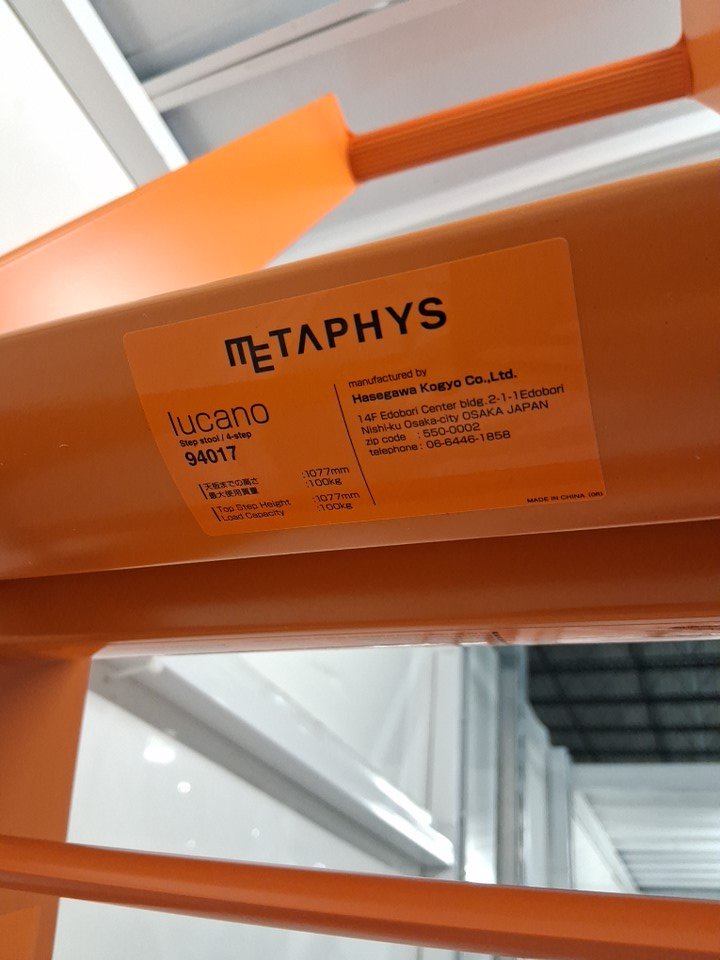 METAPHYS
lucano
Step stool / 4-step
94017
天板までの高さ :1077mm
最大使用質量 :100kg
Top Step Height :1077mm
Load Capacity :100kg
manufactured by
Hasegawa Kogyo Co.,Ltd.
14F Edobori Center bldg.2-1-1Edobori
Nishi-ku Osaka-city OSAKA JAPAN
zip code : 550-0002
telephone : 06-6446-1858
MADE IN CHINA (06)